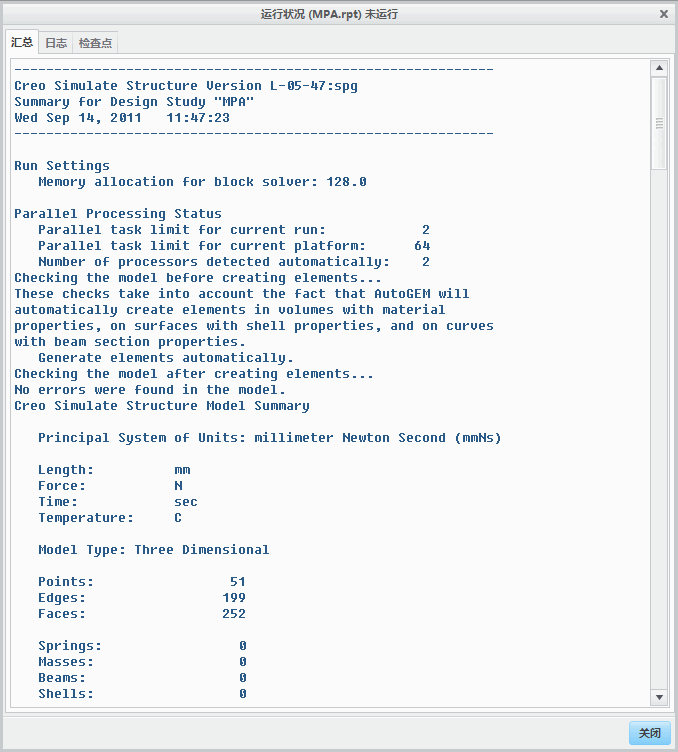 运行状况 (MPA.rpt) 未运行
汇总 日志 检查点
------------------------------------------------------------
Creo Simulate Structure Version L-05-47:spg
Summary for Design Study "MPA"
Wed Sep 14, 2011   11:47:23
------------------------------------------------------------
Run Settings
   Memory allocation for block solver: 128.0
Parallel Processing Status
   Parallel task limit for current run:            2
   Parallel task limit for current platform:      64
   Number of processors detected automatically:    2
Checking the model before creating elements...
These checks take into account the fact that AutoGEM will
automatically create elements in volumes with material
properties, on surfaces with shell properties, and on curves
with beam section properties.
   Generate elements automatically.
Checking the model after creating elements...
No errors were found in the model.
Creo Simulate Structure Model Summary
   Principal System of Units: millimeter Newton Second (mmNs)
   Length:          mm
   Force:           N
   Time:            sec
   Temperature:     C
   Model Type: Three Dimensional
   Points:                 51
   Edges:                 199
   Faces:                 252
   Springs:                 0
   Masses:                  0
   Beams:                   0
   Shells:                  0
关闭